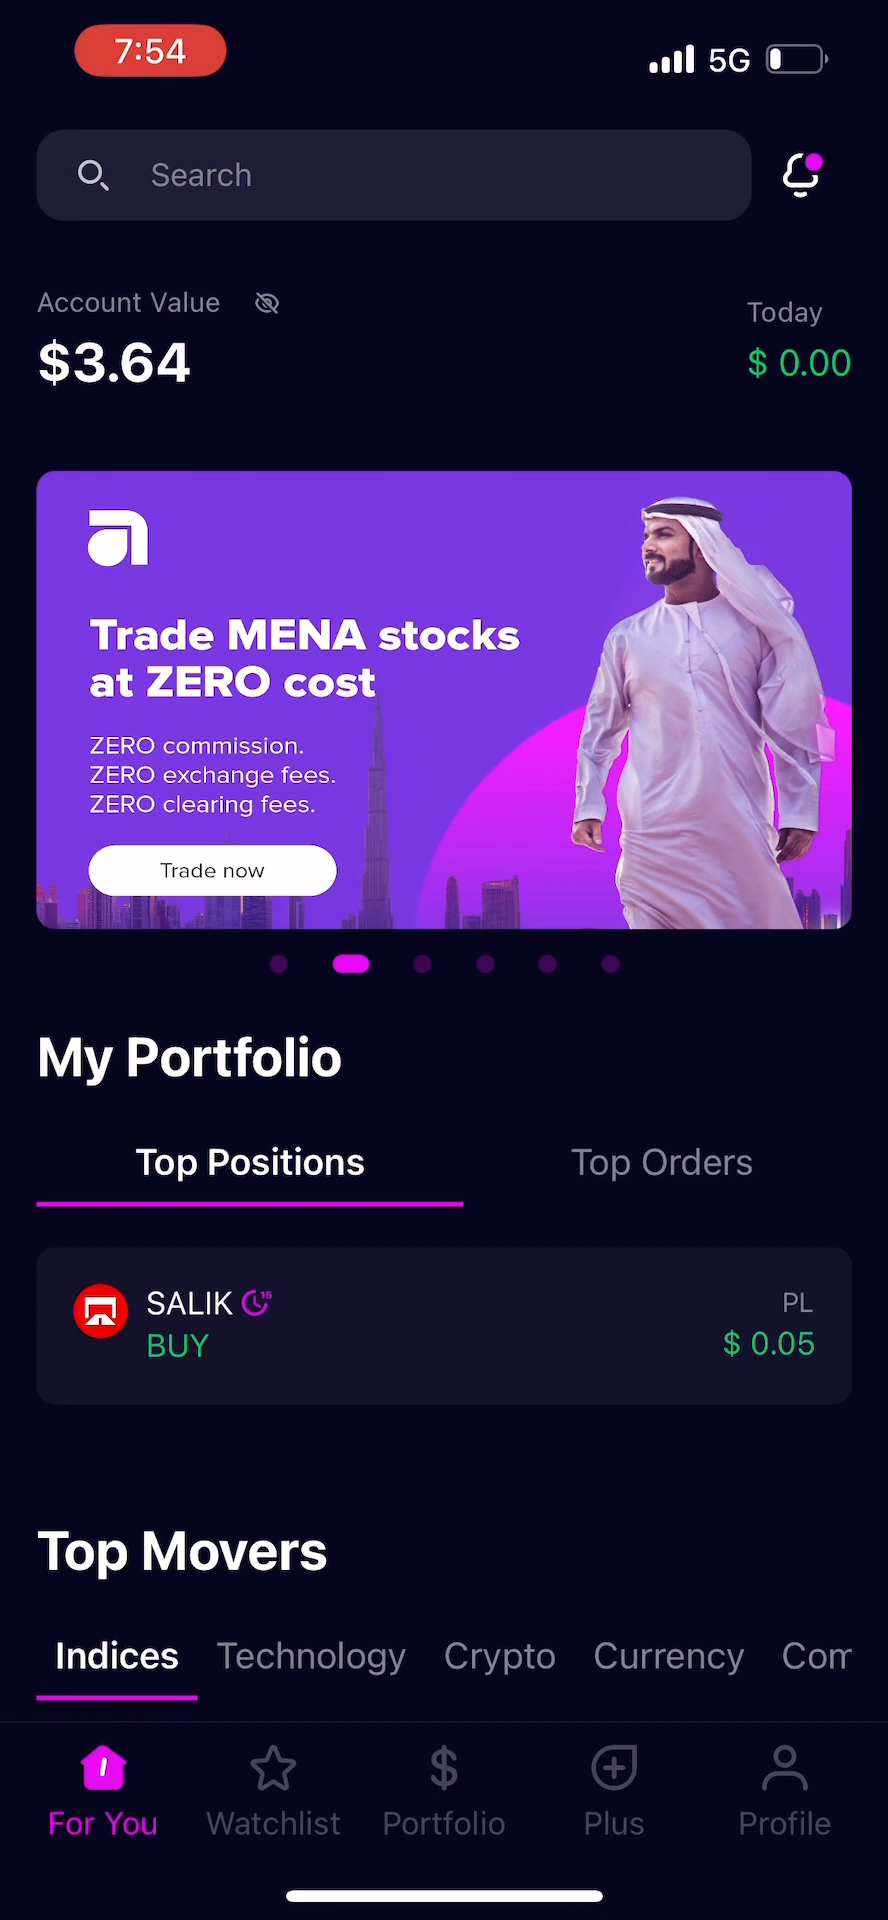 7:54
5G
Search
Account Value
$3.64
Today
$ 0.00
Trade MENA stocks
at ZERO cost
ZERO commission.
ZERO exchange fees.
ZERO clearing fees.
Trade now
My Portfolio
Top Positions
Top Orders
SALIK 15
BUY
PL
$ 0.05
Top Movers
Indices
Technology
Crypto
Currency
Com
For You
Watchlist
Portfolio
Plus
Profile